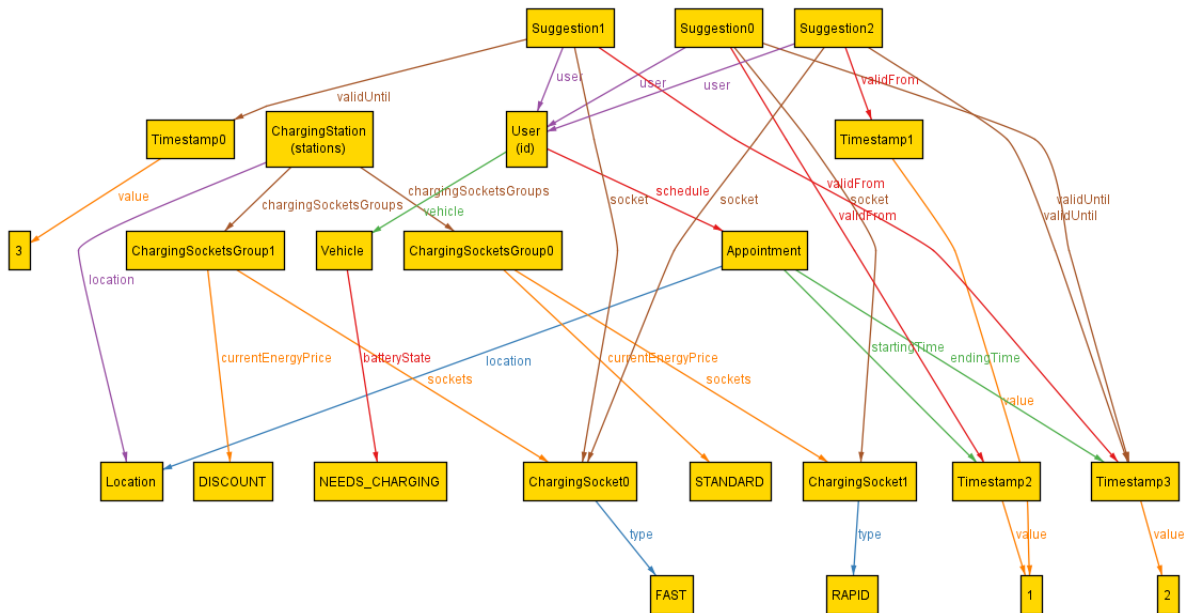 Suggestion1
Suggestion0
Suggestion2
user
user
user
validFrom
validUntil
Timestamp0
ChargingStation
(stations)
User
(id)
Timestamp1
value
chargingSocketsGroups
chargingSocketsGroups
vehicle
schedule
socket
socket
validFrom
validFrom
socket
validUntil
validUntil
3
ChargingSocketsGroup1
Vehicle
ChargingSocketsGroup0
Appointment
location
currentEnergyPrice
batteryState
sockets
currentEnergyPrice
sockets
location
startingTime
endingTime
value
Location
DISCOUNT
NEEDS_CHARGING
ChargingSocket0
STANDARD
ChargingSocket1
Timestamp2
Timestamp3
type
type
value
value
FAST
RAPID
1
2